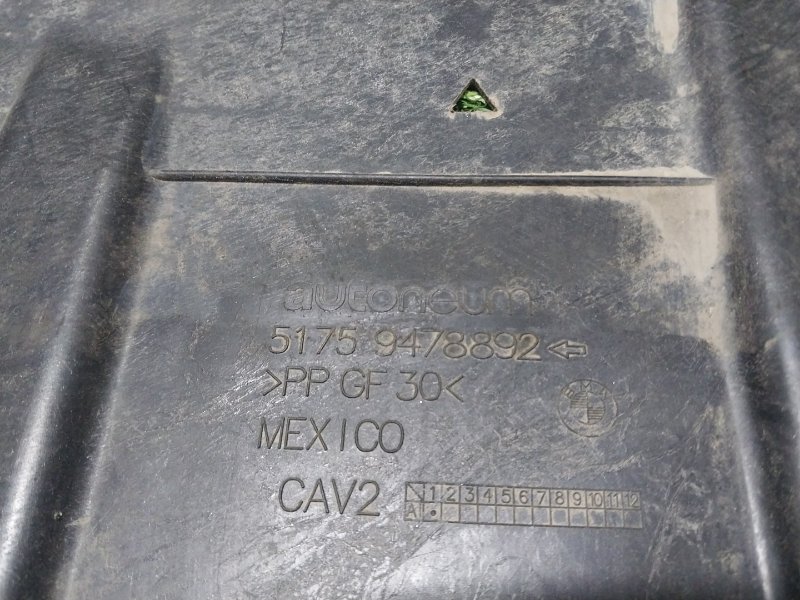 autoneum
5175 9478892
>PP GF 30<
MEXICO
BMW
CAV2
1 2 3 4 5 6 7 8 9 10 11 12
A